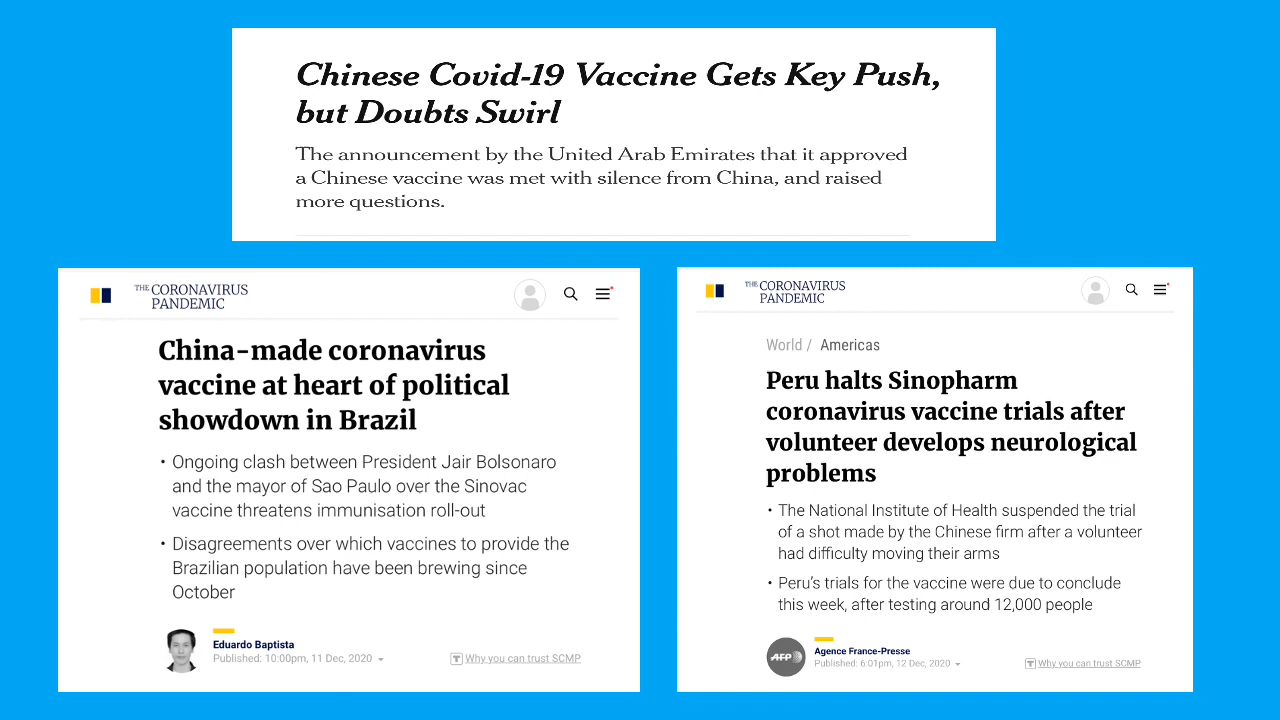 Chinese Covid-19 Vaccine Gets Key Push,
but Doubts Swirl
The announcement by the United Arab Emirates that it approved
a Chinese vaccine was met with silence from China, and raised
more questions.
THE CORONAVIRUS
PANDEMIC
China-made coronavirus
vaccine at heart of political
showdown in Brazil
• Ongoing clash between President Jair Bolsonaro
and the mayor of Sao Paulo over the Sinovac
vaccine threatens immunisation roll-out
• Disagreements over which vaccines to provide the
Brazilian population have been brewing since
October
Eduardo Baptista
Published: 10:00pm, 11 Dec, 2020
Why you can trust SCMP
THE CORONAVIRUS
PANDEMIC
World / Americas
Peru halts Sinopharm
coronavirus vaccine trials after
volunteer develops neurological
problems
• The National Institute of Health suspended the trial
of a shot made by the Chinese firm after a volunteer
had difficulty moving their arms
• Peru's trials for the vaccine were due to conclude
this week, after testing around 12,000 people
AFP
Agence France-Presse
Published: 6:01pm, 12 Dec, 2020
Why you can trust SCMP